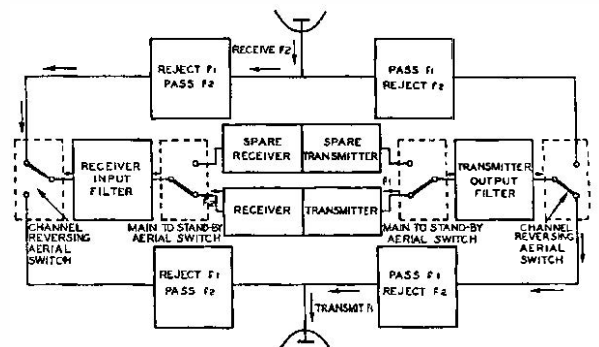 RECEIVE F2
REJECT F1
PASS F2
PASS F1
REJECT F2
SPARE
RECEIVER
SPARE
TRANSMITTER
RECEIVER
INPUT
FILTER
TRANSMITTER
OUTPUT
FILTER
F1
RECEIVER
TRANSMITTER
CHANNEL
REVERSING
AERIAL
SWITCH
MAIN TO STAND-BY
AERIAL SWITCH
MAIN TO STAND-BY
AERIAL SWITCH
CHANNEL
REVERSING
AERIAL
SWITCH
REJECT F1
PASS F2
PASS F1
REJECT F2
TRANSMIT F1